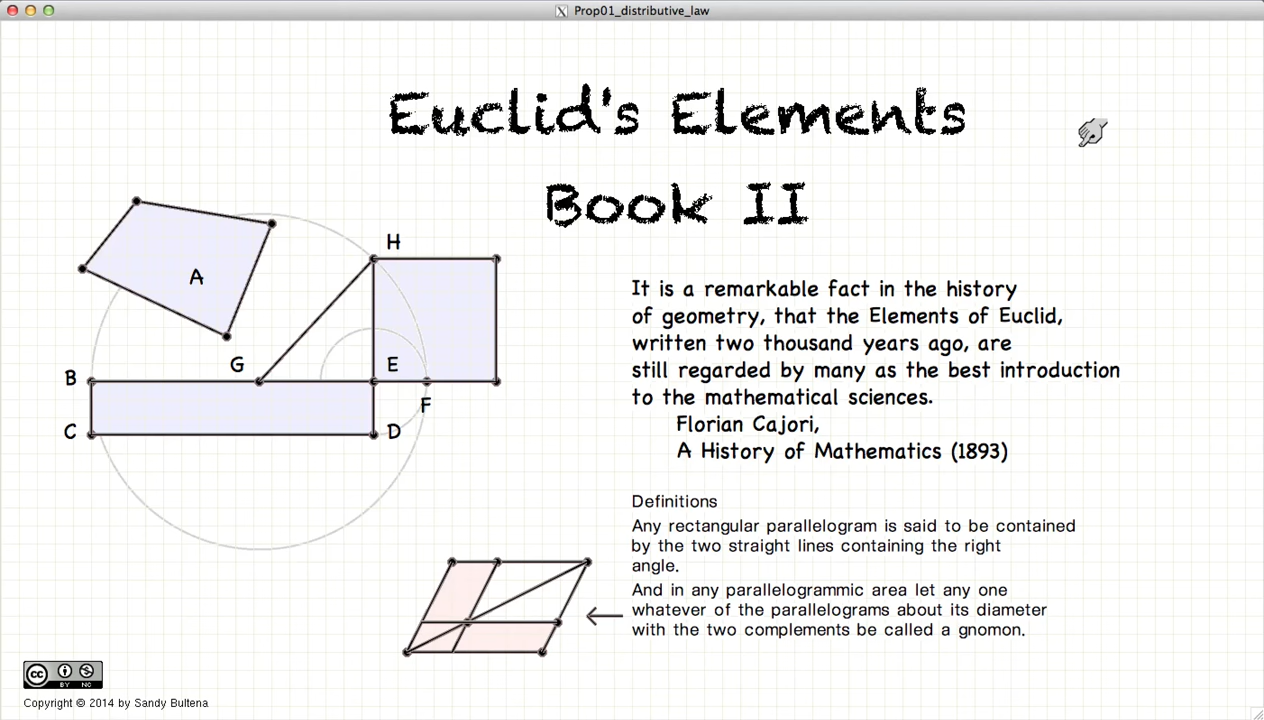 Prop01_distributive_law
Euclid's Elements
Book II
H
A
G
E
B
F
C
D
It is a remarkable fact in the history
of geometry, that the Elements of Euclid,
written two thousand years ago, are
still regarded by many as the best introduction
to the mathematical sciences.
Florian Cajori,
A History of Mathematics (1893)
Definitions
Any rectangular parallelogram is said to be contained
by the two straight lines containing the right
angle.
And in any parallelogrammic area let any one
whatever of the parallelograms about its diameter
with the two complements be called a gnomon.
cc
BY NC
Copyright © 2014 by Sandy Bultena